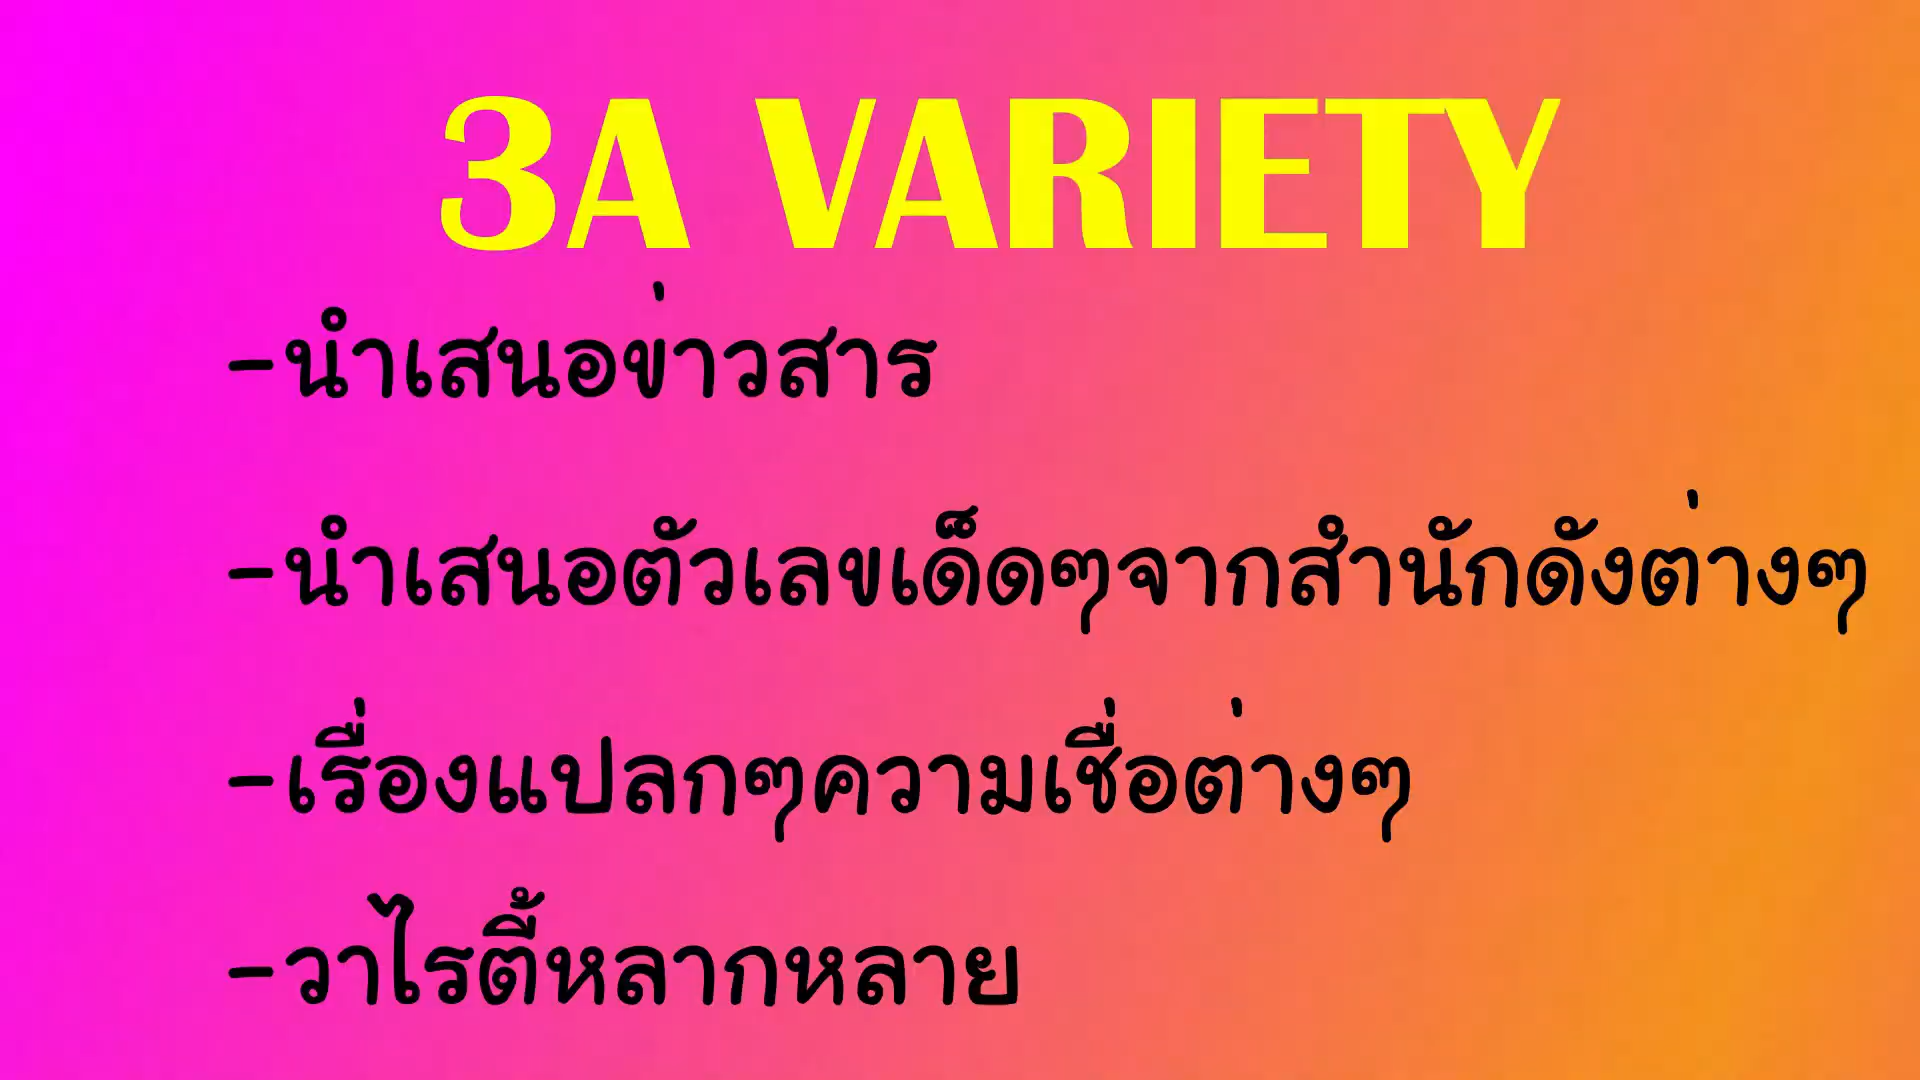 3A VARIETY
-นำเสนอข่าวสาร
-นำเสนอตัวเลขเด็ดๆจากสำนักดังต่างๆ
-เรื่องแปลกๆความเชื่อต่างๆ
-วาไรตี้หลากหลาย